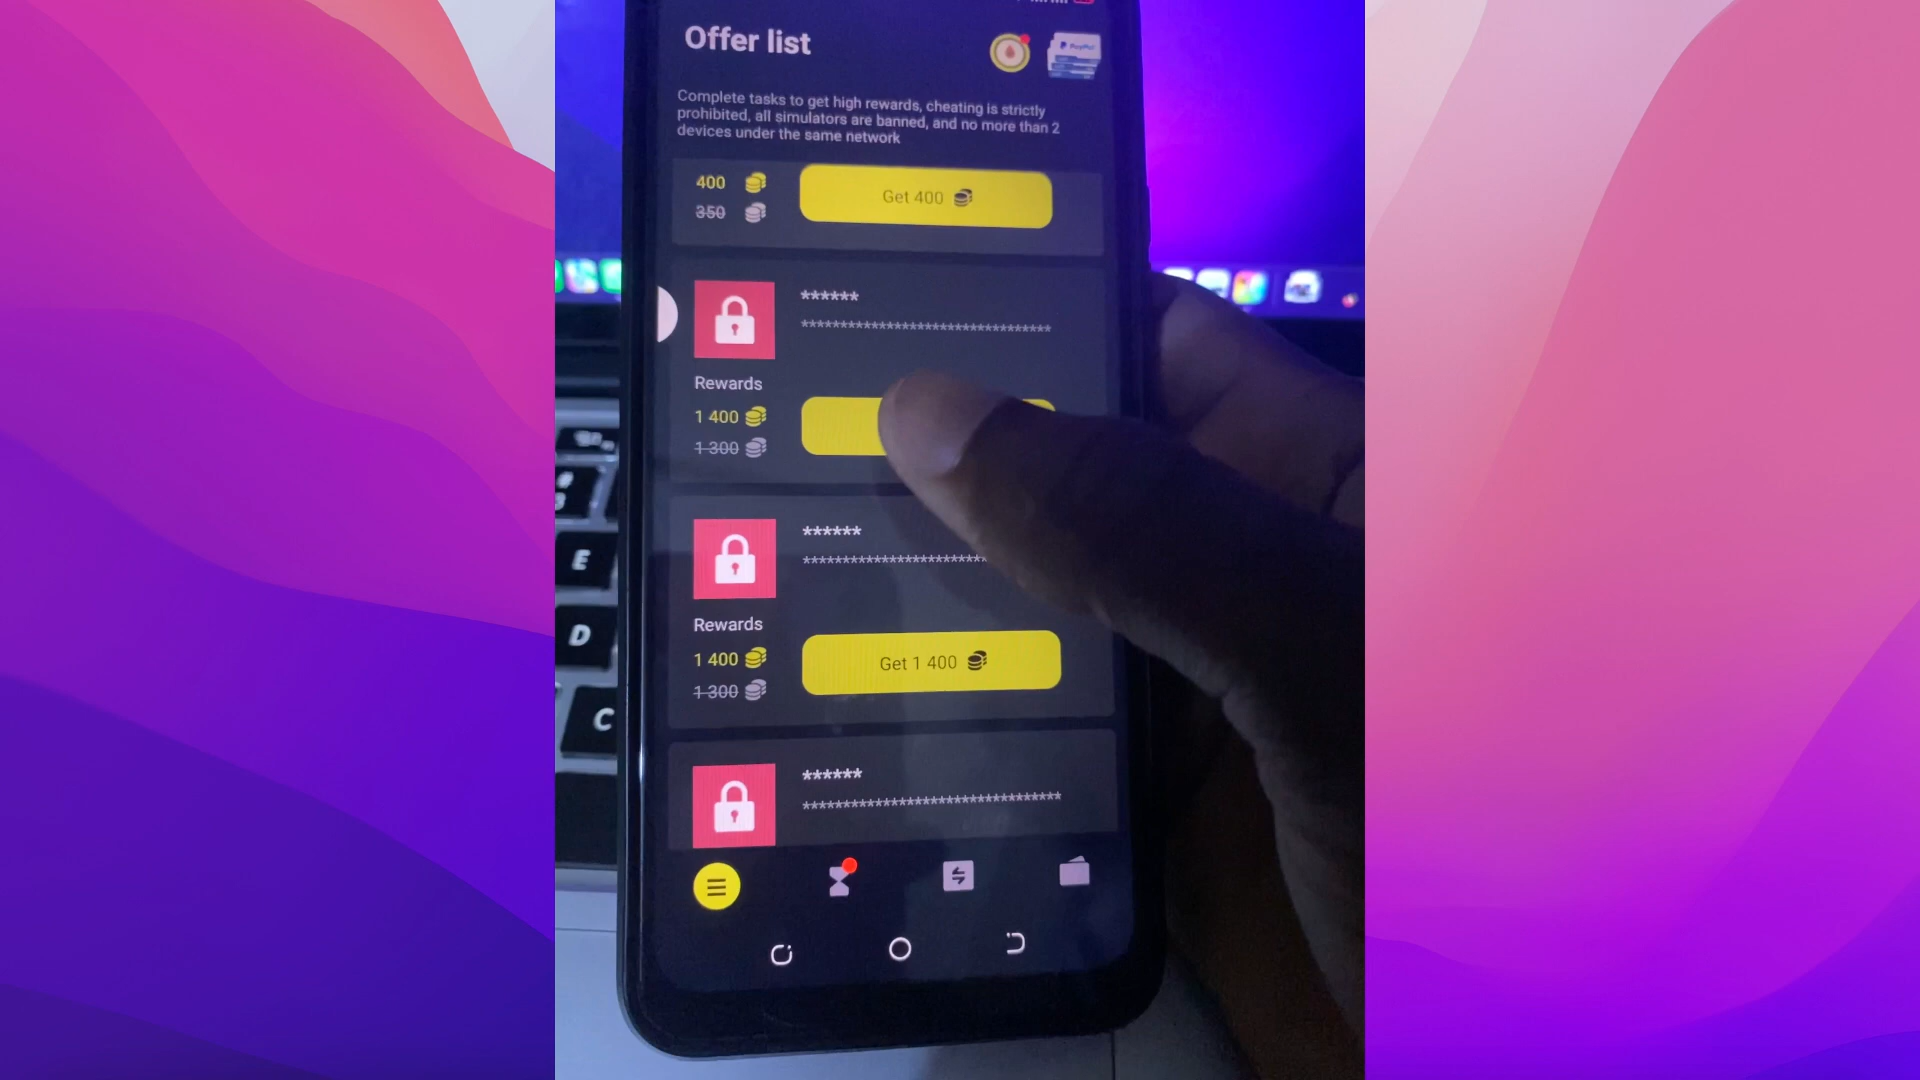 Offer list
PayPal
Complete tasks to get high rewards, cheating is strictly
prohibited, all simulators are banned, and no more than 2
devices under the same network
400
350
Get 400
******
********************************
Rewards
1 400
1 300
******
Rewards
1 400
1 300
Get 1 400
******
********************************
E
D
C